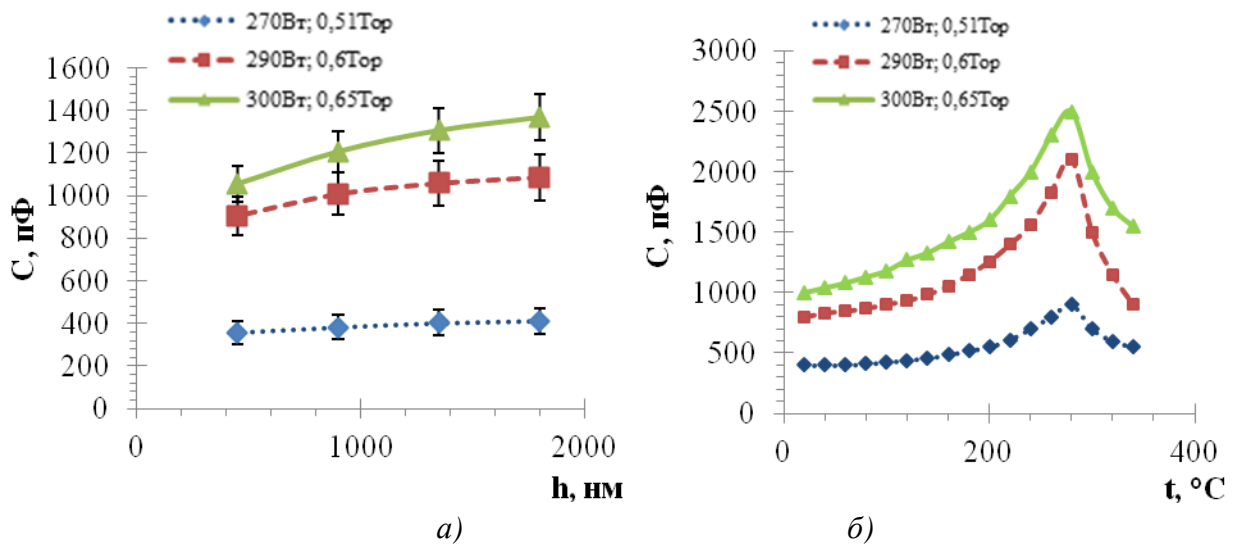 270Вт; 0,51Тор
290Вт; 0,6Тор
300Вт; 0,65Тор
1600
1400
1200
1000
800
600
400
200
0
С, пФ
0
1000
2000
h, нм
а)
270Вт; 0,51Тор
290Вт; 0,6Тор
300Вт; 0,65Тор
3000
2500
2000
1500
1000
500
0
С, пФ
0
200
400
t, °С
б)